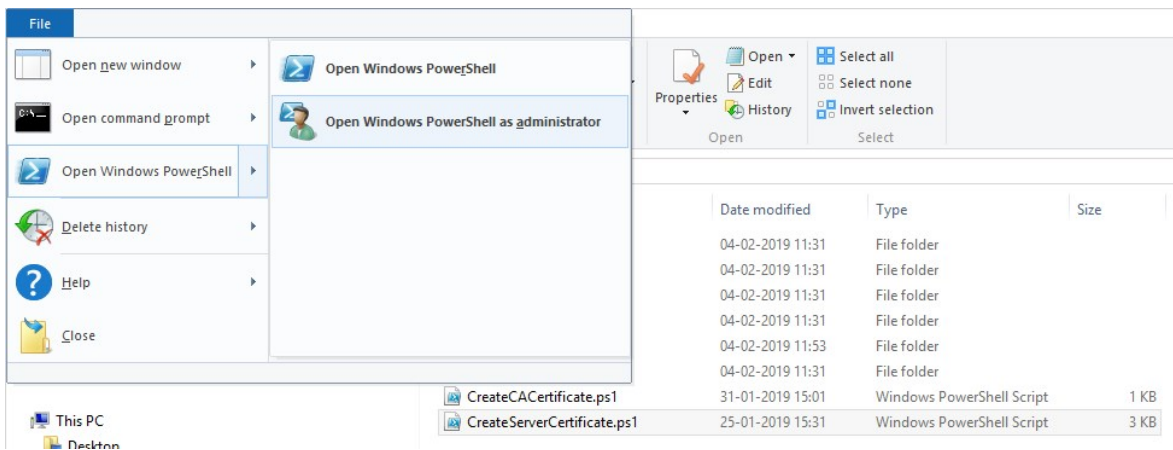 File
Open new window
Open Windows PowerShell
Open command prompt
Open Windows PowerShell as administrator
Open Windows PowerShell
Delete history
Help
Close
Properties
Open
Edit
History
Open
Select all
Select none
Invert selection
Select
Date modified Type Size
04-02-2019 11:31 File folder
04-02-2019 11:31 File folder
04-02-2019 11:31 File folder
04-02-2019 11:31 File folder
04-02-2019 11:53 File folder
04-02-2019 11:31 File folder
CreateCACertificate.ps1 31-01-2019 15:01 Windows PowerShell Script 1 KB
CreateServerCertificate.ps1 25-01-2019 15:31 Windows PowerShell Script 3 KB
This PC
Desktop